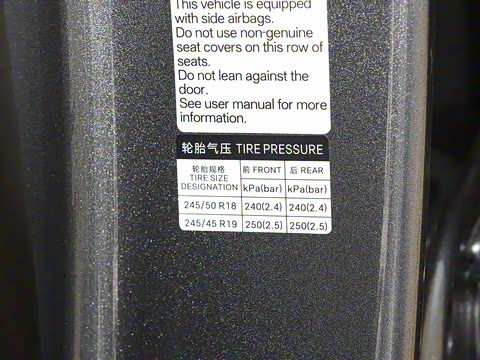 This vehicle is equipped
with side airbags.
Do not use non-genuine
seat covers on this row of
seats.
Do not lean against the
door.
See user manual for more
information.
轮胎气压 TIRE PRESSURE
轮胎规格 TIRE SIZE DESIGNATION 前 FRONT kPa(bar) 后 REAR kPa(bar)
245/50 R18 240(2.4) 240(2.4)
245/45 R19 250(2.5) 250(2.5)